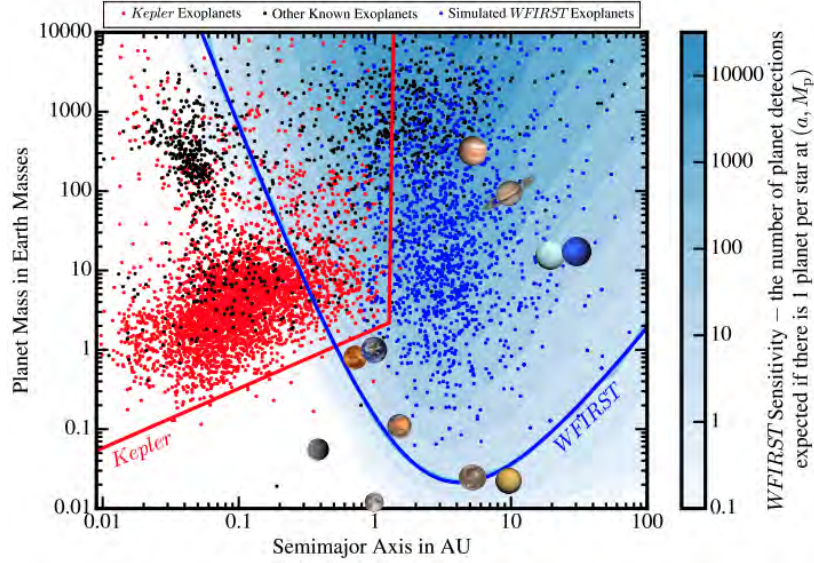 Kepler Exoplanets Other Known Exoplanets Simulated WFIRST Exoplanets
10000
1000
100
10
1
0.1
0.01
Planet Mass in Earth Masses
Kepler
WFIRST
0.01 0.1 1 10 100
Semimajor Axis in AU
10000
1000
100
10
1
0.1
WFIRST Sensitivity – the number of planet detections
expected if there is 1 planet per star at (a, Mp)